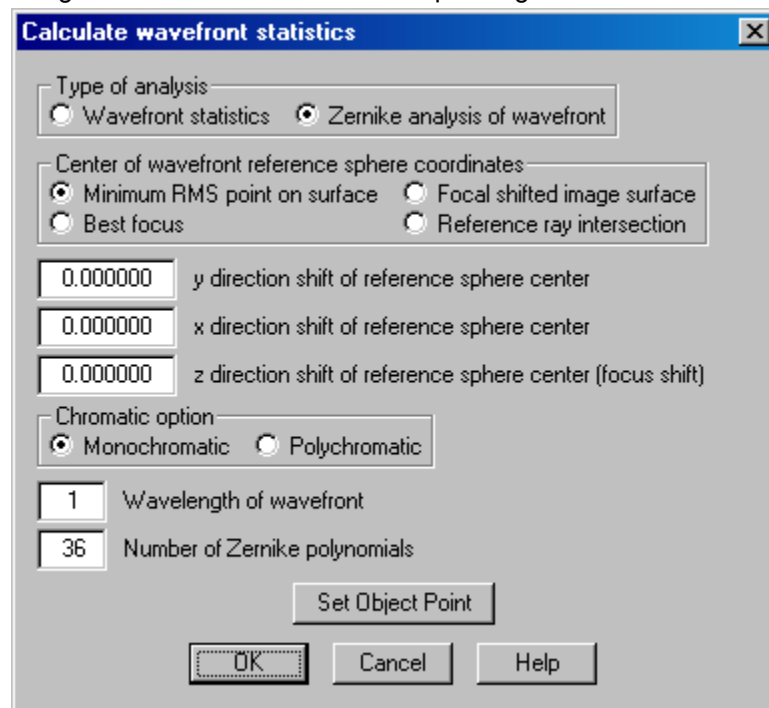 Calculate wavefront statistics
Type of analysis
Wavefront statistics Zernike analysis of wavefront
Center of wavefront reference sphere coordinates
Minimum RMS point on surface Focal shifted image surface
Best focus Reference ray intersection
0.000000 y direction shift of reference sphere center
0.000000 x direction shift of reference sphere center
0.000000 z direction shift of reference sphere center (focus shift)
Chromatic option
Monochromatic Polychromatic
1 Wavelength of wavefront
36 Number of Zernike polynomials
Set Object Point
OK Cancel Help